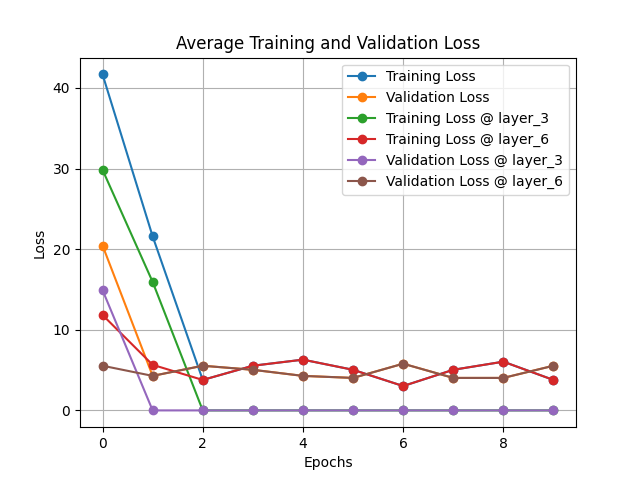 Average Training and Validation Loss
Training Loss
Validation Loss
Training Loss @ layer_3
Training Loss @ layer_6
Validation Loss @ layer_3
Validation Loss @ layer_6
Loss
40
30
20
10
0
0 2 4 6 8
Epochs